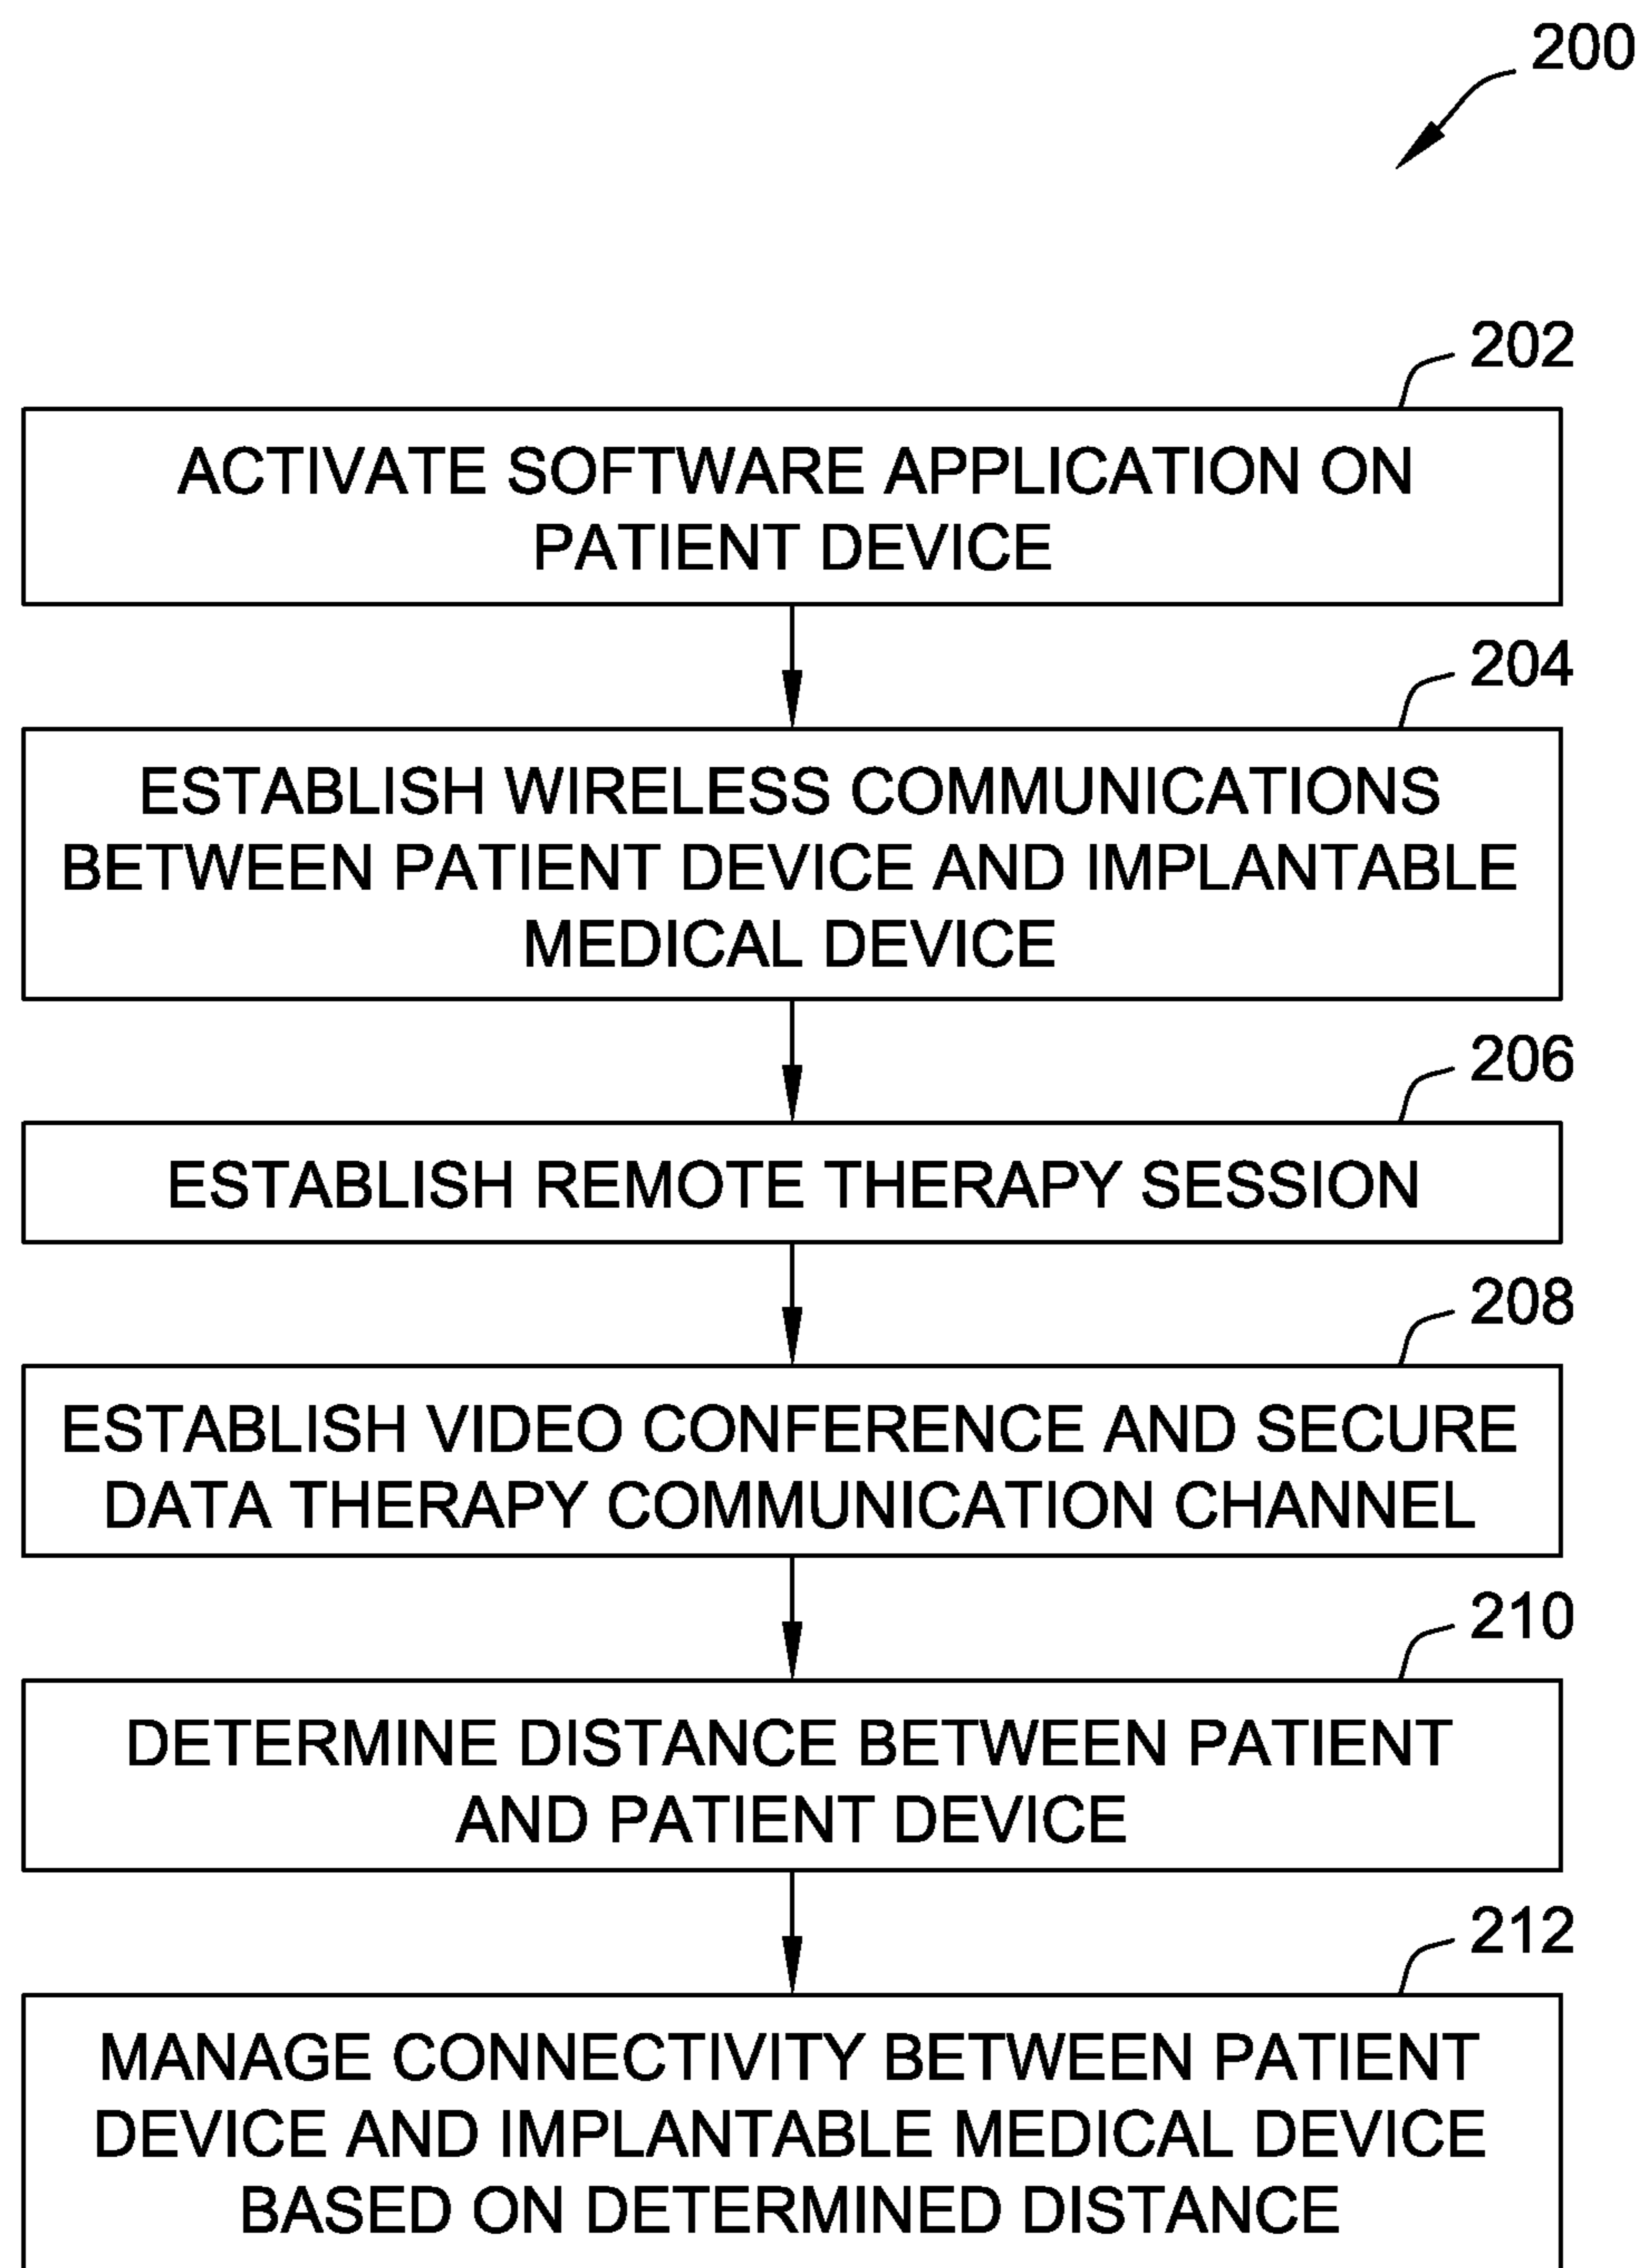 200
202
ACTIVATE SOFTWARE APPLICATION ON
PATIENT DEVICE
204
ESTABLISH WIRELESS COMMUNICATIONS
BETWEEN PATIENT DEVICE AND IMPLANTABLE
MEDICAL DEVICE
206
ESTABLISH REMOTE THERAPY SESSION
208
ESTABLISH VIDEO CONFERENCE AND SECURE
DATA THERAPY COMMUNICATION CHANNEL
210
DETERMINE DISTANCE BETWEEN PATIENT
AND PATIENT DEVICE
212
MANAGE CONNECTIVITY BETWEEN PATIENT
DEVICE AND IMPLANTABLE MEDICAL DEVICE
BASED ON DETERMINED DISTANCE